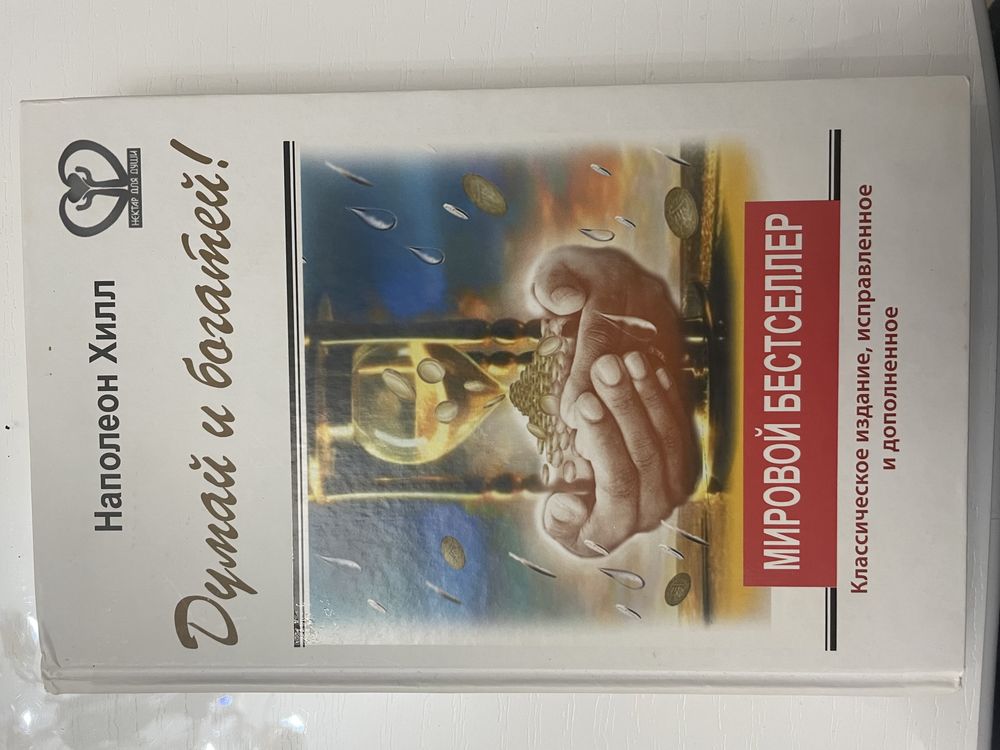 Наполеон Хилл
НЕКТАР ДЛЯ ДУШИ
Думай и богатей!
МИРОВОЙ БЕСТСЕЛЛЕР
Классическое издание, исправленное
и дополненное